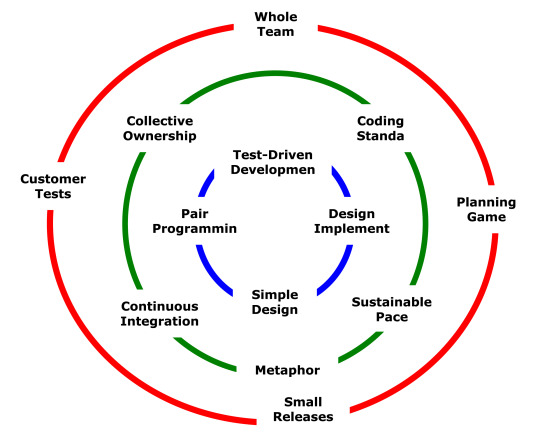 Whole
Team
Collective
Ownership
Coding
Standa
Test-Driven
Developmen
Customer
Tests
Planning
Game
Pair
Programmin
Design
Implement
Simple
Design
Continuous
Integration
Sustainable
Pace
Metaphor
Small
Releases